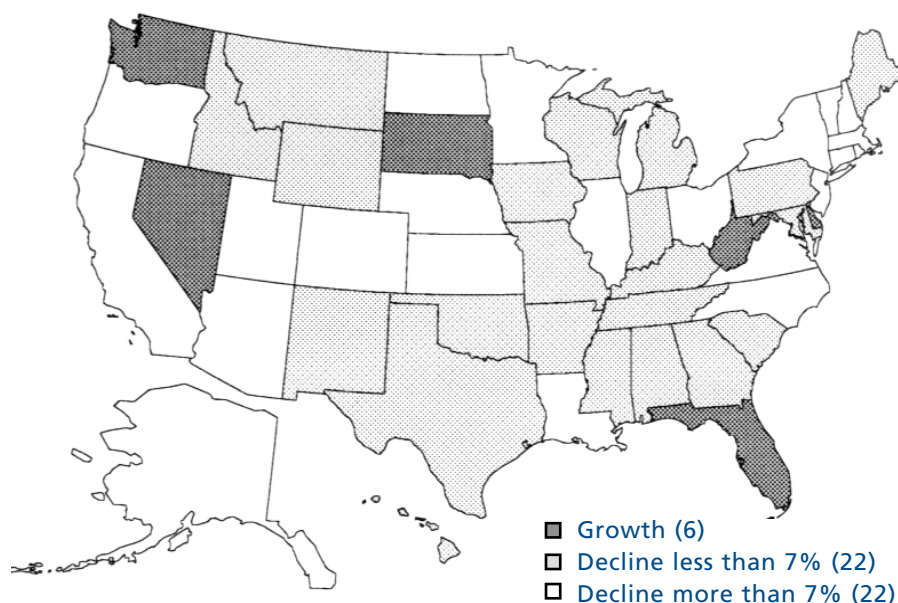 Growth (6)
Decline less than 7% (22)
Decline more than 7% (22)